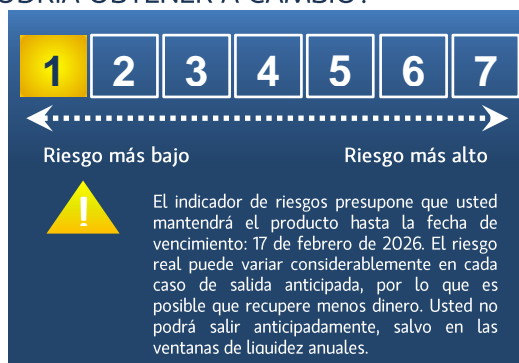 PODRÍA OBTENER A CAMBIO?
1 2 3 4 5 6 7
Riesgo más bajo Riesgo más alto
!
El indicador de riesgos presupone que usted
mantendrá el producto hasta la fecha de
vencimiento: 17 de febrero de 2026. El riesgo
real puede variar considerablemente en cada
caso de salida anticipada, por lo que es
posible que recupere menos dinero. Usted no
podrá salir anticipadamente, salvo en las
ventanas de liquidez anuales.